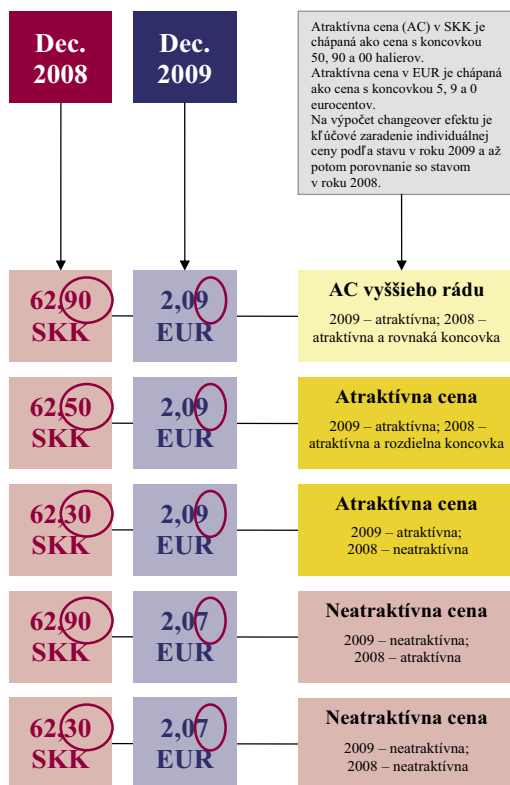 Dec.
2008
Dec.
2009
Atraktívna cena (AC) v SKK je
chápaná ako cena s koncovkou
50, 90 a 00 halierov.
Atraktívna cena v EUR je chápaná
ako cena s koncovkou 5, 9 a 0
eurocentov.
Na výpočet changeover efektu je
kľúčové zaradenie individuálnej
ceny podľa stavu v roku 2009 a až
potom porovnanie so stavom
v roku 2008.
62,90
SKK
2,09
EUR
AC vyššieho rádu
2009 – atraktívna; 2008 –
atraktívna a rovnaká koncovka
62,50
SKK
2,09
EUR
Atraktívna cena
2009 – atraktívna; 2008 –
atraktívna a rozdielna koncovka
62,30
SKK
2,09
EUR
Atraktívna cena
2009 – atraktívna;
2008 – neatraktívna
62,90
SKK
2,07
EUR
Neatraktívna cena
2009 – neatraktívna;
2008 – atraktívna
62,30
SKK
2,07
EUR
Neatraktívna cena
2009 – neatraktívna;
2008 – neatraktívna